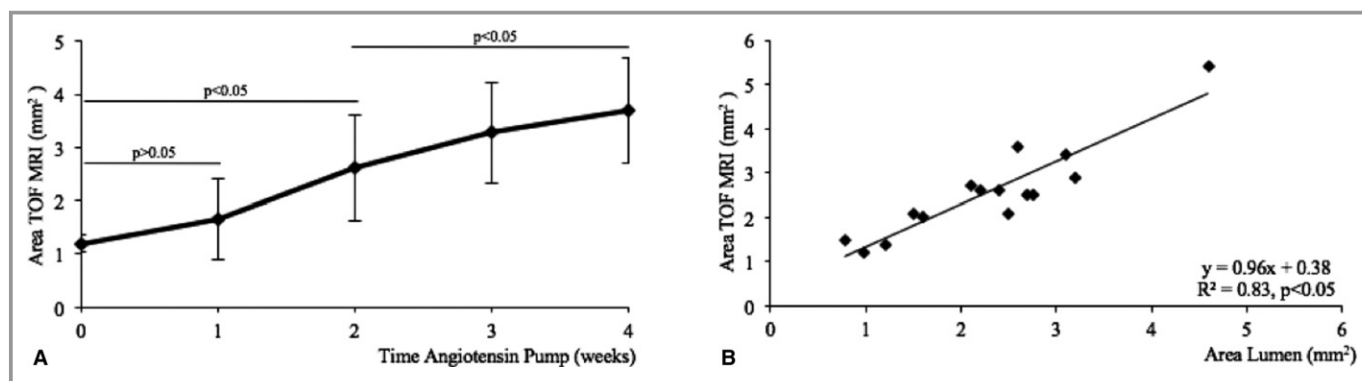 5
4
3
2
1
0
Area TOF MRI (mm²)
p<0.05
p<0.05
p>0.05
0 1 2 3 4
A
Time Angiotensin Pump (weeks)
6
5
4
3
2
1
0
Area TOF MRI (mm²)
y = 0.96x + 0.38
R² = 0.83, p<0.05
0 1 2 3 4 5 6
B
Area Lumen (mm²)